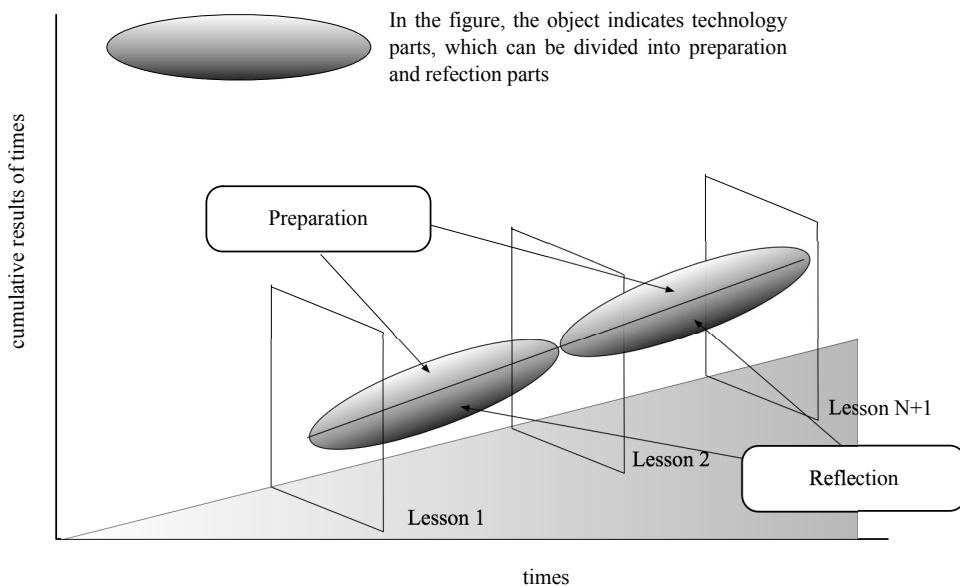 In the figure, the object indicates technology
parts, which can be divided into preparation
and refection parts
cumulative results of times
Preparation
Lesson N+1
Lesson 2
Reflection
Lesson 1
times